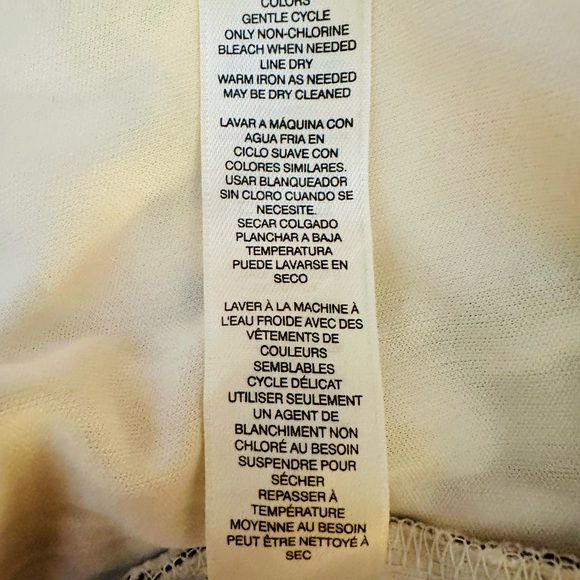 COLORS
GENTLE CYCLE
ONLY NON-CHLORINE
BLEACH WHEN NEEDED
LINE DRY
WARM IRON AS NEEDED
MAY BE DRY CLEANED
LAVAR A MÁQUINA CON
AGUA FRIA EN
CICLO SUAVE CON
COLORES SIMILARES.
USAR BLANQUEADOR
SIN CLORO CUANDO SE
NECESITE.
SECAR COLGADO
PLANCHAR A BAJA
TEMPERATURA
PUEDE LAVARSE EN
SECO
LAVER À LA MACHINE À
L'EAU FROIDE AVEC DES
VÊTEMENTS DE
COULEURS
SEMBLABLES
CYCLE DÉLICAT
UTILISER SEULEMENT
UN AGENT DE
BLANCHIMENT NON
CHLORÉ AU BESOIN
SUSPENDRE POUR
SÉCHER
REPASSER À
TEMPÉRATURE
MOYENNE AU BESOIN
PEUT ÊTRE NETTOYÉ À
SEC